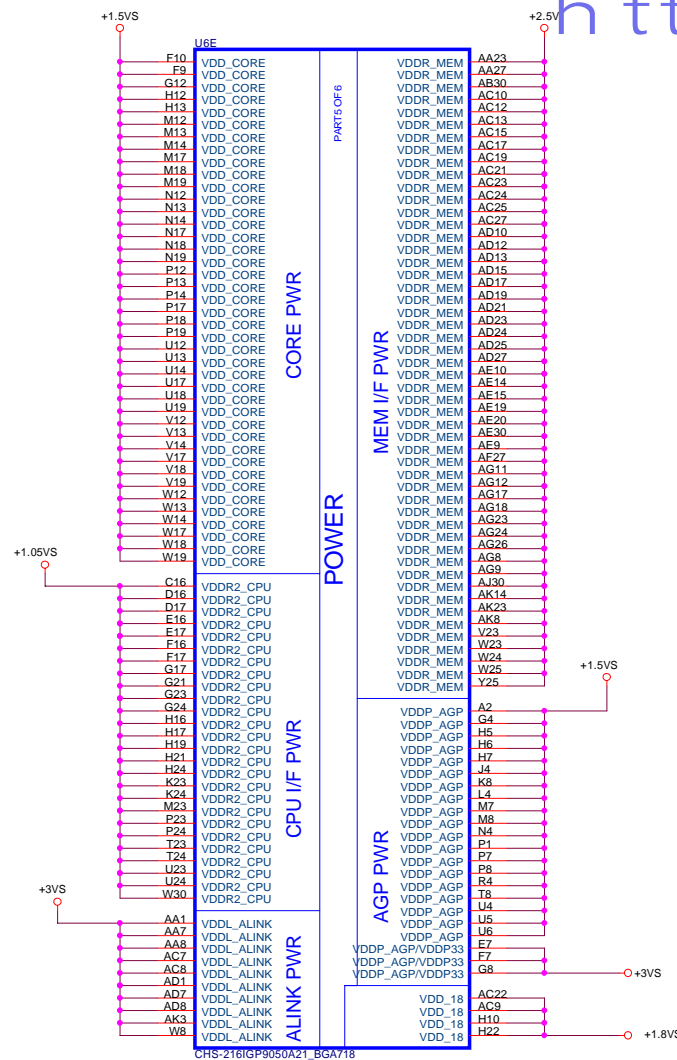 +1.5VS
U6E
F10 VDD_CORE
F9 VDD_CORE
G12 VDD_CORE
H12 VDD_CORE
H13 VDD_CORE
M12 VDD_CORE
M13 VDD_CORE
M14 VDD_CORE
M17 VDD_CORE
M18 VDD_CORE
M19 VDD_CORE
N12 VDD_CORE
N13 VDD_CORE
N14 VDD_CORE
N17 VDD_CORE
N18 VDD_CORE
N19 VDD_CORE
P12 VDD_CORE
P13 VDD_CORE
P14 VDD_CORE
P17 VDD_CORE
P18 VDD_CORE
P19 VDD_CORE
U12 VDD_CORE
U13 VDD_CORE
U14 VDD_CORE
U17 VDD_CORE
U18 VDD_CORE
U19 VDD_CORE
V12 VDD_CORE
V13 VDD_CORE
V14 VDD_CORE
V17 VDD_CORE
V18 VDD_CORE
V19 VDD_CORE
W12 VDD_CORE
W13 VDD_CORE
W14 VDD_CORE
W17 VDD_CORE
W18 VDD_CORE
W19 VDD_CORE
CORE PWR
+1.05VS
C16 VDDR2_CPU
D16 VDDR2_CPU
D17 VDDR2_CPU
E16 VDDR2_CPU
E17 VDDR2_CPU
F16 VDDR2_CPU
F17 VDDR2_CPU
G17 VDDR2_CPU
G21 VDDR2_CPU
G23 VDDR2_CPU
G24 VDDR2_CPU
H16 VDDR2_CPU
H17 VDDR2_CPU
H19 VDDR2_CPU
H21 VDDR2_CPU
H24 VDDR2_CPU
K23 VDDR2_CPU
K24 VDDR2_CPU
M23 VDDR2_CPU
P23 VDDR2_CPU
P24 VDDR2_CPU
T23 VDDR2_CPU
T24 VDDR2_CPU
U23 VDDR2_CPU
U24 VDDR2_CPU
W30 VDDR2_CPU
CPU I/F PWR
+3VS
AA1 VDDL_ALINK
AA7 VDDL_ALINK
AA8 VDDL_ALINK
AC7 VDDL_ALINK
AC8 VDDL_ALINK
AD1 VDDL_ALINK
AD7 VDDL_ALINK
AD8 VDDL_ALINK
AK3 VDDL_ALINK
W8 VDDL_ALINK
ALINK PWR
PART 5 OF 6
POWER
+2.5V
htt
VDDR_MEM AA23
VDDR_MEM AA27
VDDR_MEM AB30
VDDR_MEM AC10
VDDR_MEM AC12
VDDR_MEM AC13
VDDR_MEM AC15
VDDR_MEM AC17
VDDR_MEM AC19
VDDR_MEM AC21
VDDR_MEM AC23
VDDR_MEM AC24
VDDR_MEM AC25
VDDR_MEM AC27
VDDR_MEM AD10
VDDR_MEM AD12
VDDR_MEM AD13
VDDR_MEM AD15
VDDR_MEM AD17
VDDR_MEM AD19
VDDR_MEM AD21
VDDR_MEM AD23
VDDR_MEM AD24
VDDR_MEM AD25
VDDR_MEM AD27
VDDR_MEM AE10
VDDR_MEM AE14
VDDR_MEM AE15
VDDR_MEM AE19
VDDR_MEM AE20
VDDR_MEM AE30
VDDR_MEM AE9
VDDR_MEM AF27
VDDR_MEM AG11
VDDR_MEM AG12
VDDR_MEM AG17
VDDR_MEM AG18
VDDR_MEM AG23
VDDR_MEM AG24
VDDR_MEM AG26
VDDR_MEM AG8
VDDR_MEM AG9
VDDR_MEM AJ30
VDDR_MEM AK14
VDDR_MEM AK23
VDDR_MEM AK8
VDDR_MEM V23
VDDR_MEM W23
VDDR_MEM W24
VDDR_MEM W25
VDDR_MEM Y25
MEM I/F PWR
+1.5VS
VDDP_AGP A2
VDDP_AGP G4
VDDP_AGP H5
VDDP_AGP H6
VDDP_AGP H7
VDDP_AGP J4
VDDP_AGP K8
VDDP_AGP L4
VDDP_AGP M7
VDDP_AGP M8
VDDP_AGP N4
VDDP_AGP P1
VDDP_AGP P7
VDDP_AGP P8
VDDP_AGP R4
VDDP_AGP T8
VDDP_AGP U4
VDDP_AGP U5
VDDP_AGP U6
VDDP_AGP/VDDP33 E7
VDDP_AGP/VDDP33 F7
VDDP_AGP/VDDP33 G8
AGP PWR
+3VS
VDD_18 AC22
VDD_18 AC9
VDD_18 H10
VDD_18 H22
+1.8VS
CHS-216IGP9050A21_BGA718